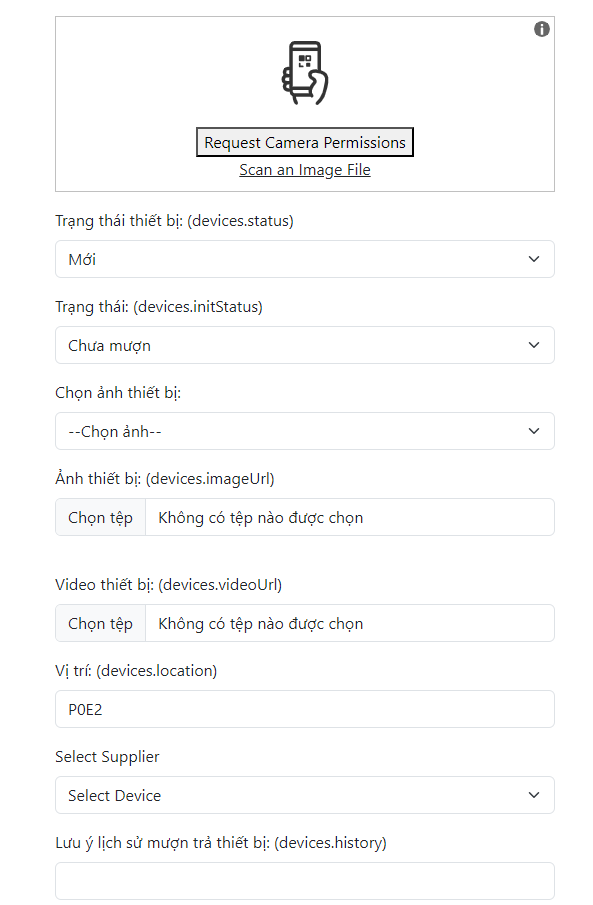 Request Camera Permissions
Scan an Image File
Trạng thái thiết bị: (devices.status)
Mới
Trạng thái: (devices.initStatus)
Chưa mượn
Chọn ảnh thiết bị:
--Chọn ảnh--
Ảnh thiết bị: (devices.imageUrl)
Chọn tệp Không có tệp nào được chọn
Video thiết bị: (devices.videoUrl)
Chọn tệp Không có tệp nào được chọn
Vị trí: (devices.location)
P0E2
Select Supplier
Select Device
Lưu ý lịch sử mượn trả thiết bị: (devices.history)